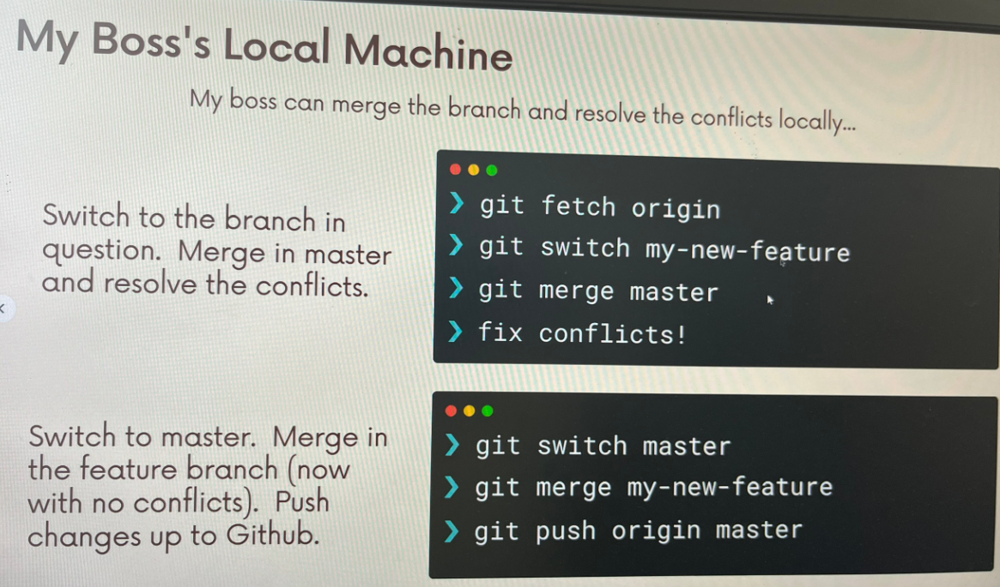 My Boss's Local Machine
My boss can merge the branch and resolve the conflicts locally...
Switch to the branch in
question. Merge in master
and resolve the conflicts.
❯ git fetch origin
❯ git switch my-new-feature
❯ git merge master
❯ fix conflicts!
Switch to master. Merge in
the feature branch (now
with no conflicts). Push
changes up to Github.
❯ git switch master
❯ git merge my-new-feature
❯ git push origin master